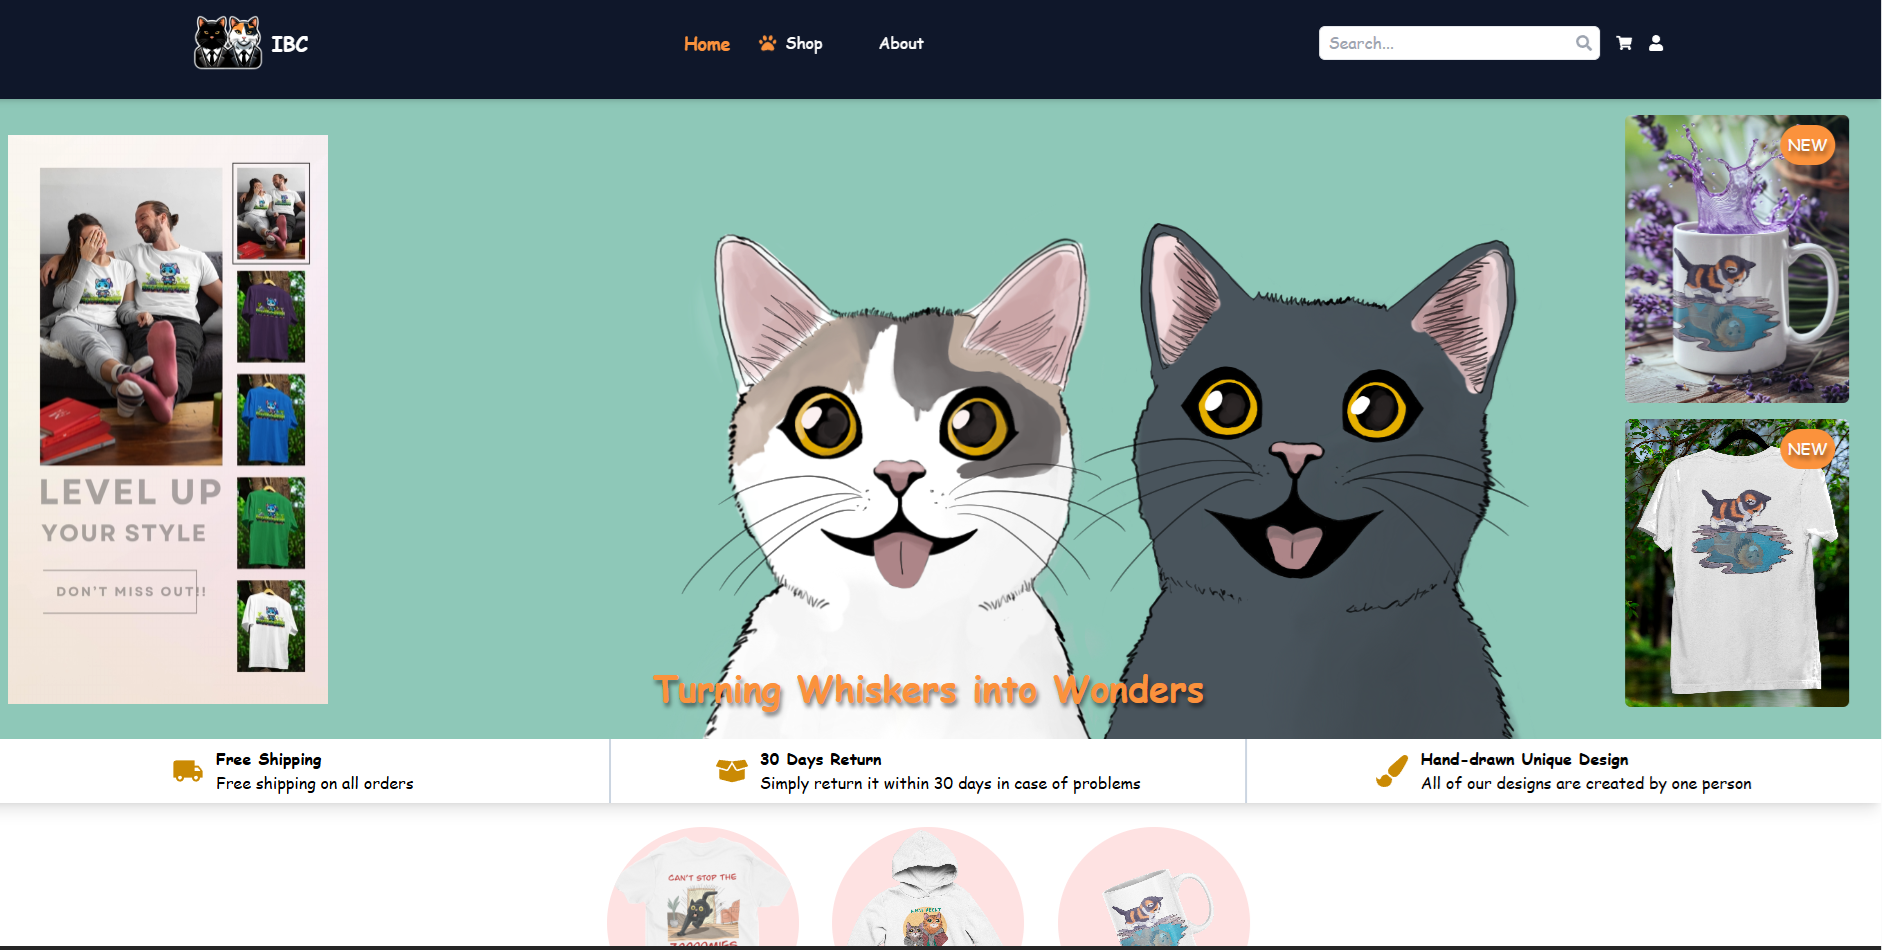 IBC
Home
Shop
About
Search...
NEW
LEVEL UP
YOUR STYLE
DON'T MISS OUT!!
NEW
Turning Whiskers into Wonders
Free Shipping
Free shipping on all orders
30 Days Return
Simply return it within 30 days in case of problems
Hand-drawn Unique Design
All of our designs are created by one person
CAN'T STOP THE